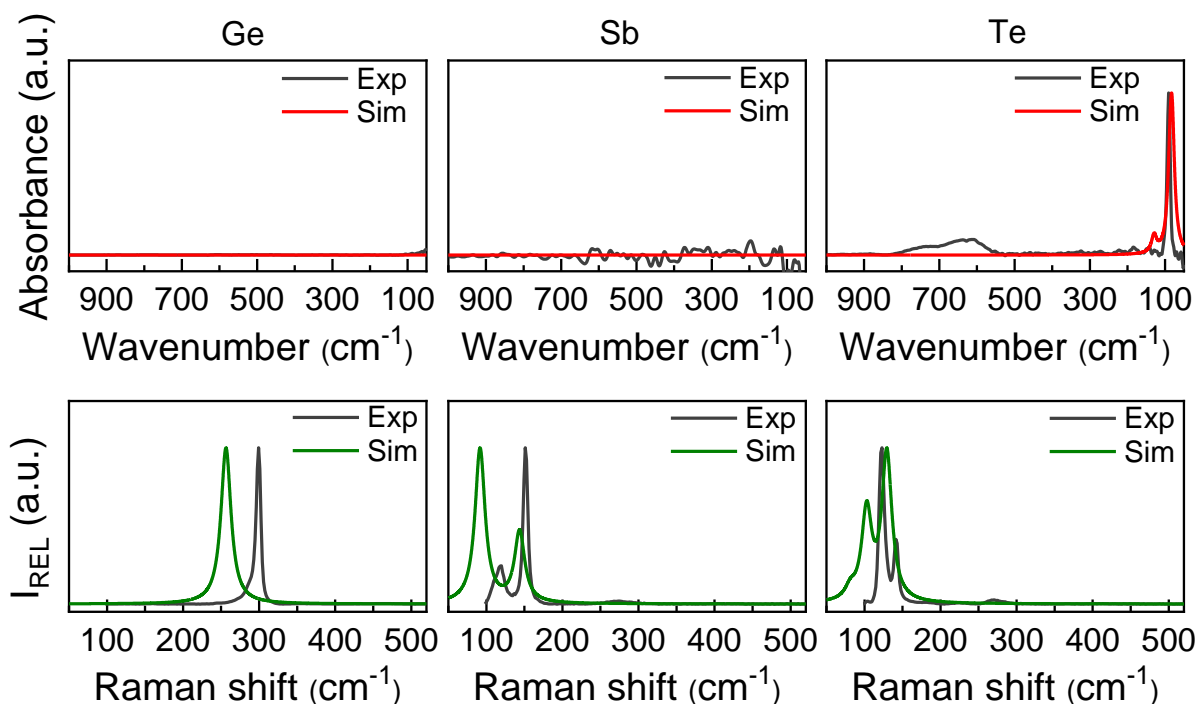 Ge Sb Te
Absorbance (a.u.)
Exp Exp Exp
Sim Sim Sim
900 700 500 300 100 900 700 500 300 100 900 700 500 300 100
Wavenumber (cm⁻¹) Wavenumber (cm⁻¹) Wavenumber (cm⁻¹)
I_REL (a.u.)
Exp Exp Exp
Sim Sim Sim
100 200 300 400 500 100 200 300 400 500 100 200 300 400 500
Raman shift (cm⁻¹) Raman shift (cm⁻¹) Raman shift (cm⁻¹)